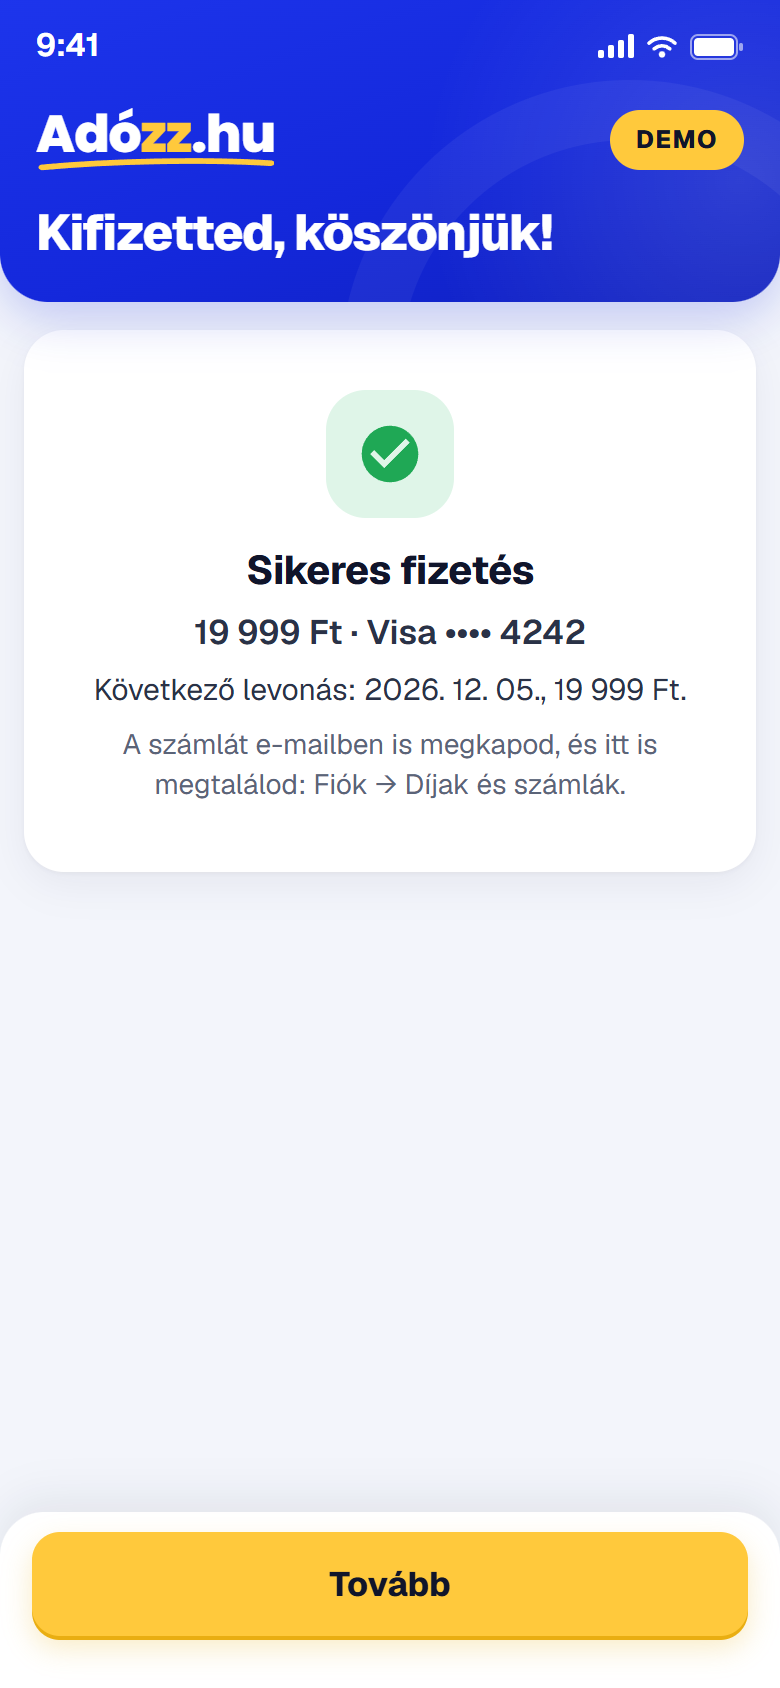 9:41
Adózz.hu
DEMO
Kifizetted, köszönjük!
Sikeres fizetés
19 999 Ft · Visa •••• 4242
Következő levonás: 2026. 12. 05., 19 999 Ft.
A számlát e-mailben is megkapod, és itt is
megtalálod: Fiók → Díjak és számlák.
Tovább